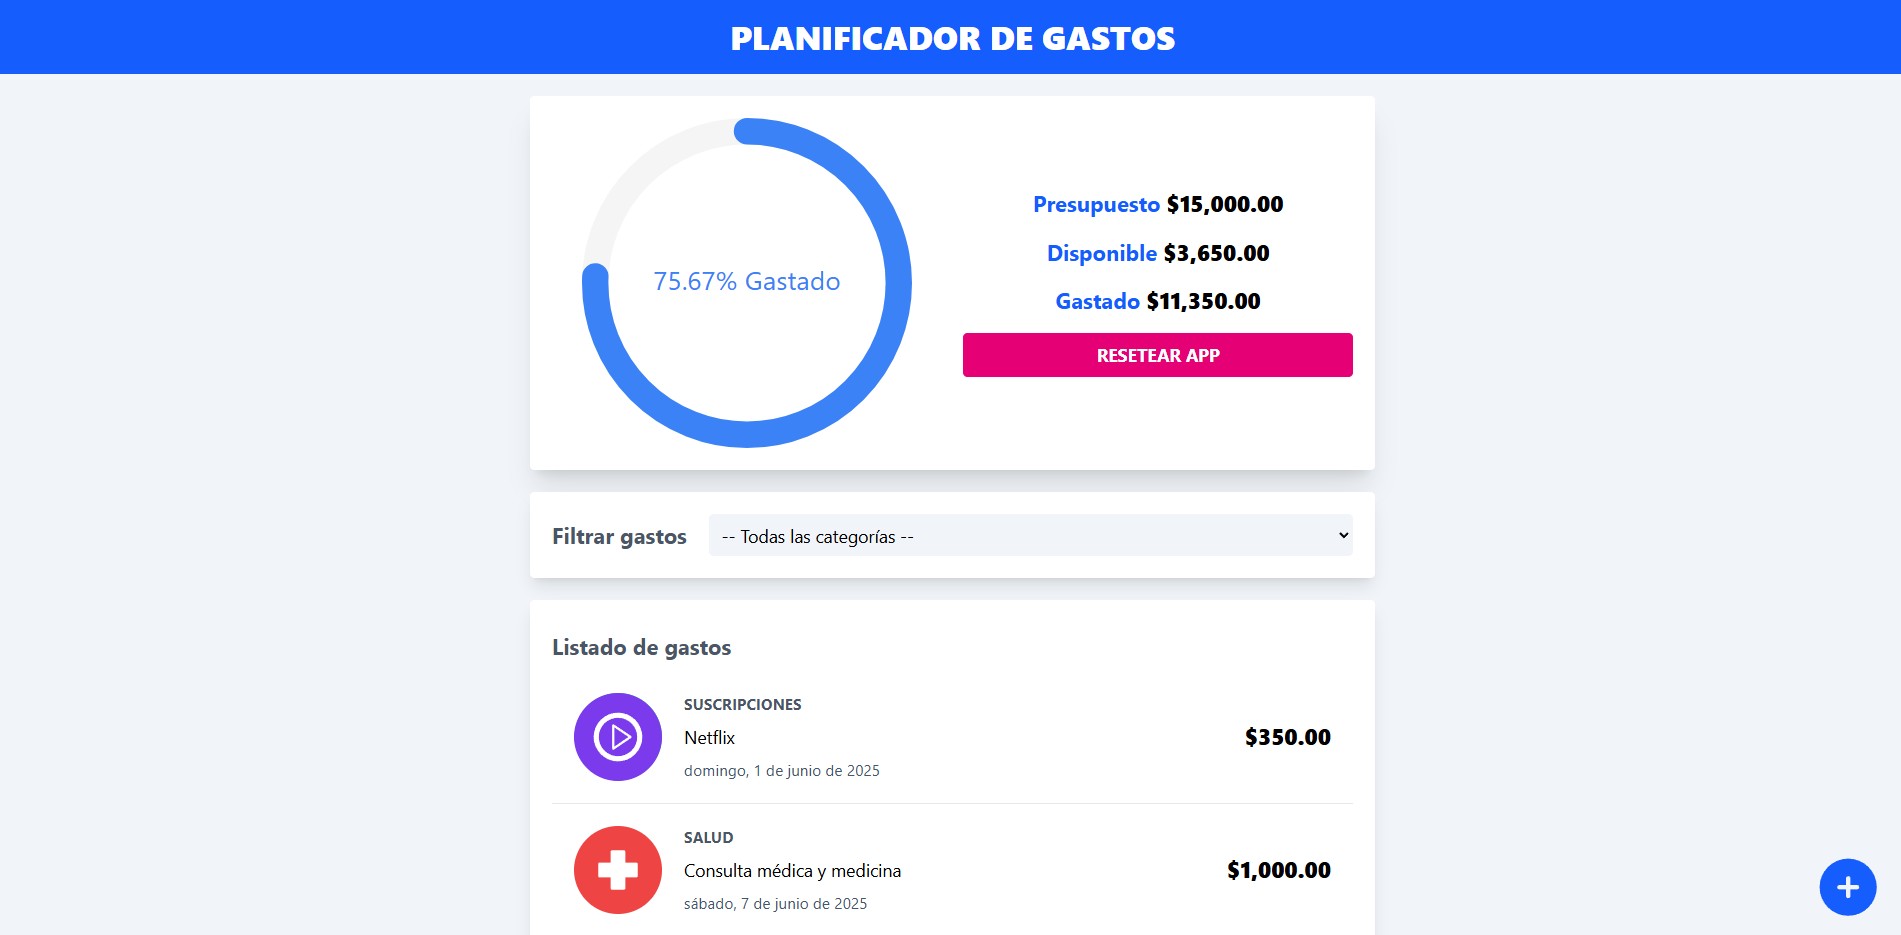 PLANIFICADOR DE GASTOS
75.67% Gastado
Presupuesto $15,000.00
Disponible $3,650.00
Gastado $11,350.00
RESETEAR APP
Filtrar gastos
-- Todas las categorías --
Listado de gastos
SUSCRIPCIONES
Netflix
$350.00
domingo, 1 de junio de 2025
SALUD
Consulta médica y medicina
$1,000.00
sábado, 7 de junio de 2025